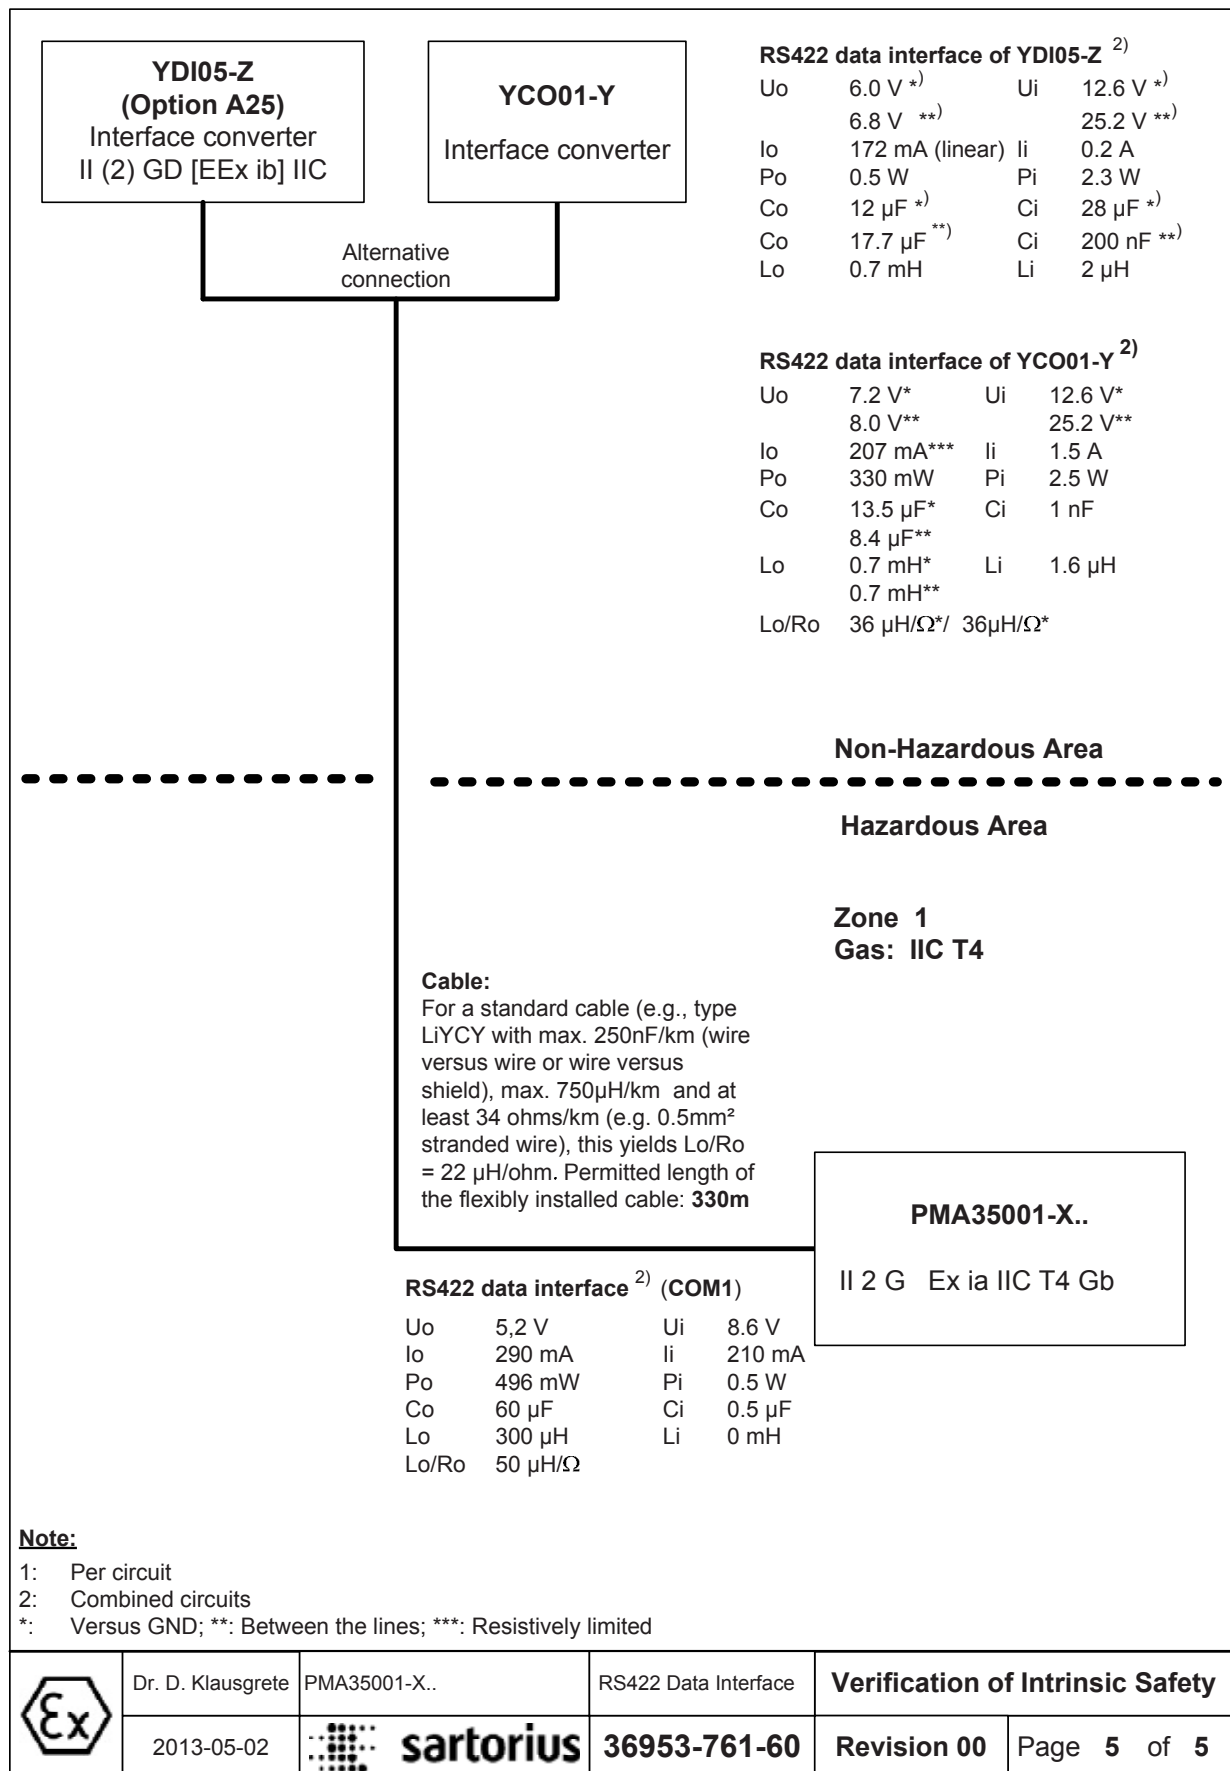 YDI05-Z
(Option A25)
Interface converter
II (2) GD [EEx ib] IIC
YCO01-Y
Interface converter
Alternative
connection
RS422 data interface of YDI05-Z 2)
Uo 6.0 V *) Ui 12.6 V *)
6.8 V **) 25.2 V **)
Io 172 mA (linear) Ii 0.2 A
Po 0.5 W Pi 2.3 W
Co 12 µF *) Ci 28 µF *)
Co 17.7 µF **) Ci 200 nF **)
Lo 0.7 mH Li 2 µH
RS422 data interface of YCO01-Y 2)
Uo 7.2 V* Ui 12.6 V*
8.0 V** 25.2 V**
Io 207 mA*** Ii 1.5 A
Po 330 mW Pi 2.5 W
Co 13.5 µF* Ci 1 nF
8.4 µF**
Lo 0.7 mH* Li 1.6 µH
0.7 mH**
Lo/Ro 36 µH/Ω*/ 36µH/Ω*
Non-Hazardous Area
Hazardous Area
Zone 1
Gas: IIC T4
Cable:
For a standard cable (e.g., type
LiYCY with max. 250nF/km (wire
versus wire or wire versus
shield), max. 750µH/km and at
least 34 ohms/km (e.g. 0.5mm²
stranded wire), this yields Lo/Ro
= 22 µH/ohm. Permitted length of
the flexibly installed cable: 330m
PMA35001-X..
II 2 G Ex ia IIC T4 Gb
RS422 data interface 2) (COM1)
Uo 5,2 V Ui 8.6 V
Io 290 mA Ii 210 mA
Po 496 mW Pi 0.5 W
Co 60 µF Ci 0.5 µF
Lo 300 µH Li 0 mH
Lo/Ro 50 µH/Ω
Note:
1: Per circuit
2: Combined circuits
*: Versus GND; **: Between the lines; ***: Resistively limited
Ex
Dr. D. Klausgrete PMA35001-X.. RS422 Data Interface Verification of Intrinsic Safety
2013-05-02 sartorius 36953-761-60 Revision 00 Page 5 of 5